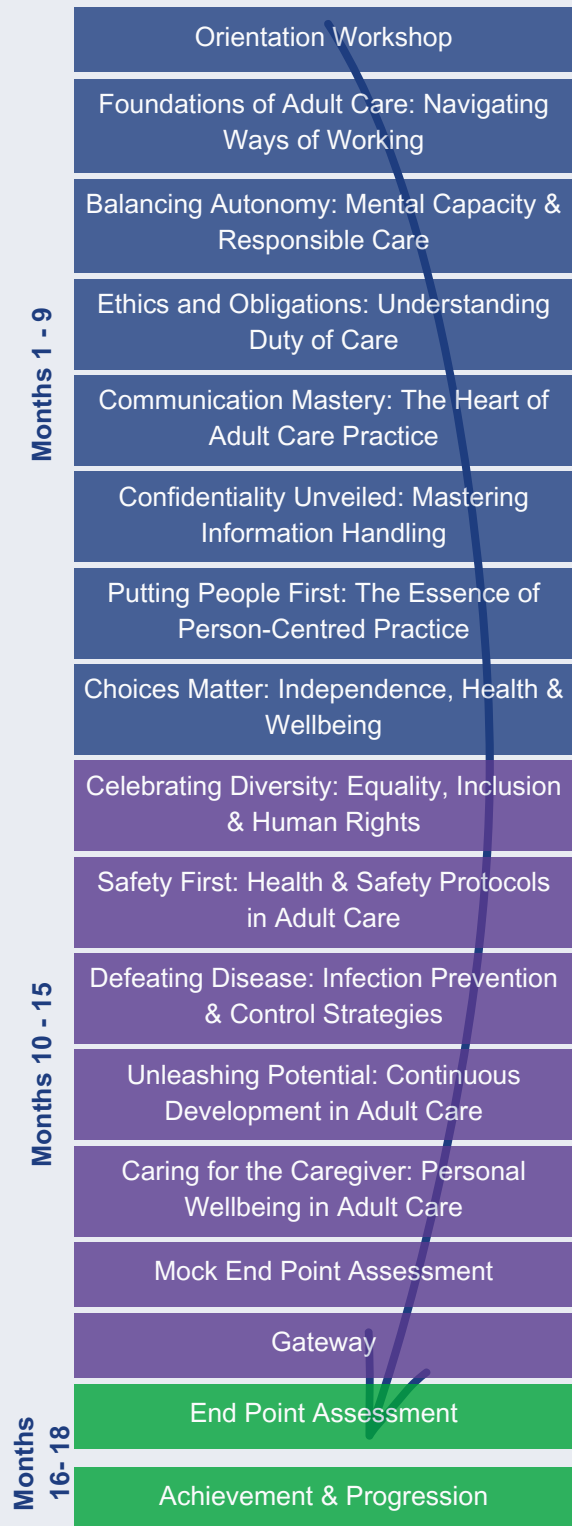 Orientation Workshop
Foundations of Adult Care: Navigating
Ways of Working
Balancing Autonomy: Mental Capacity &
Responsible Care
Ethics and Obligations: Understanding
Duty of Care
Months 1 - 9
Communication Mastery: The Heart of
Adult Care Practice
Confidentiality Unveiled: Mastering
Information Handling
Putting People First: The Essence of
Person-Centred Practice
Choices Matter: Independence, Health &
Wellbeing
Celebrating Diversity: Equality, Inclusion
& Human Rights
Safety First: Health & Safety Protocols
in Adult Care
Months 10 - 15
Defeating Disease: Infection Prevention
& Control Strategies
Unleashing Potential: Continuous
Development in Adult Care
Caring for the Caregiver: Personal
Wellbeing in Adult Care
Mock End Point Assessment
Gateway
Months
16- 18
End Point Assessment
Achievement & Progression